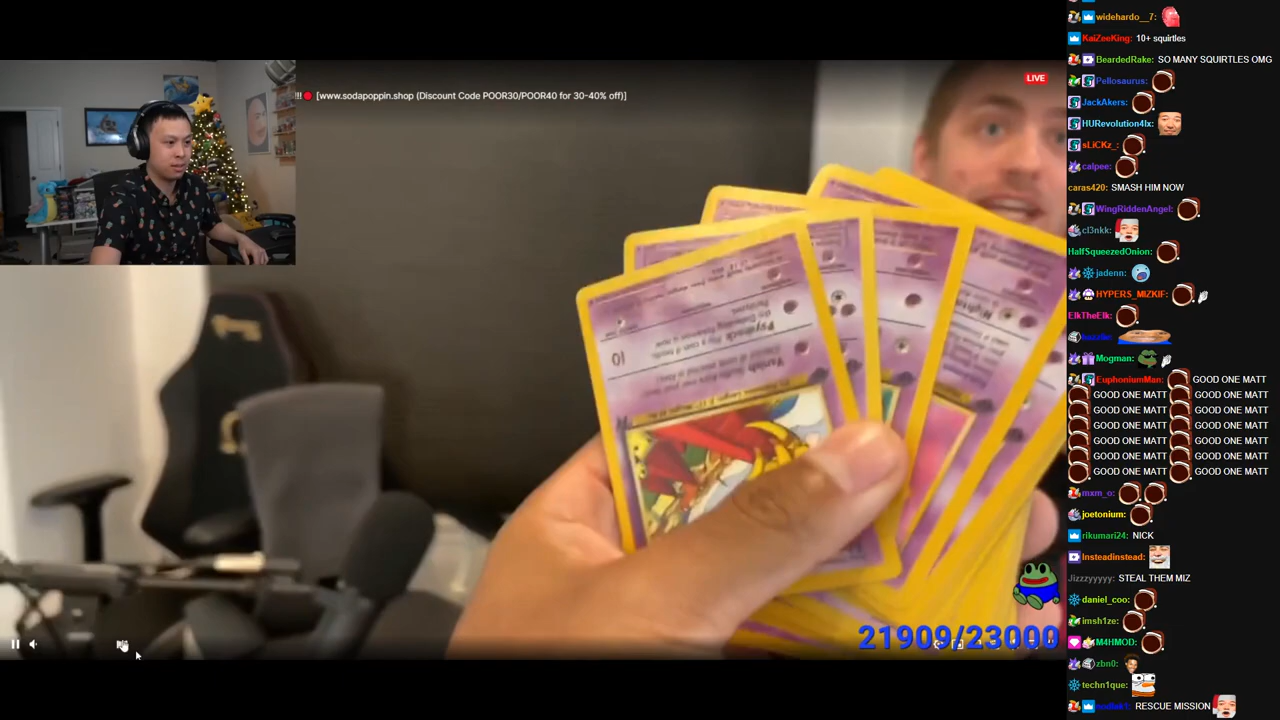 widehardo__7:
KaiZeeKing: 10+ squirtles
BeardedRake: SO MANY SQUIRTLES OMG
Pellosaurus:
JackAkers:
HURevolution4lx:
sLiCKz_:
calpee:
caras420: SMASH HIM NOW
WingRiddenAngel:
cl3nkk:
HalfSqueezedOnion:
jadenn:
HYPERS_MIZKIF:
ElkTheElk:
Mogman:
EuphoniumMan: GOOD ONE MATT
GOOD ONE MATT GOOD ONE MATT
GOOD ONE MATT GOOD ONE MATT
GOOD ONE MATT GOOD ONE MATT
GOOD ONE MATT GOOD ONE MATT
GOOD ONE MATT GOOD ONE MATT
GOOD ONE MATT GOOD ONE MATT
mxm_o:
joetonium:
rikumari24: NICK
Insteadinstead:
Jizzzyyyyy: STEAL THEM MIZ
daniel_coo:
imsh1ze:
M4HMOD:
zbn0:
techn1que:
RESCUE MISSION
LIVE
!!! [www.sodapoppin.shop (Discount Code POOR30/POOR40 for 30-40% off)]
Vanish
Psyshock
10
21909/23000